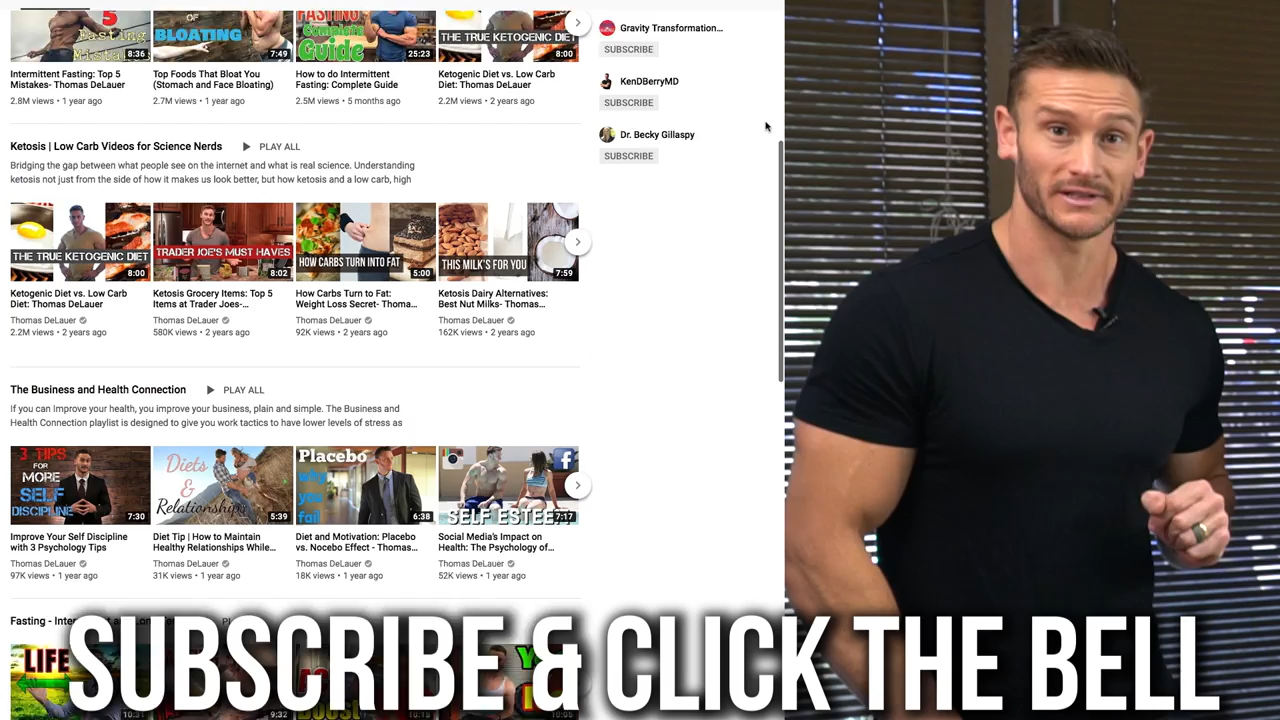 5
Dasting
OF
BLOATING
FASTING
Complete
Guide
THE TRUE KETOGENIC DIET
8:36
7:49
25:23
8:00
Intermittent Fasting: Top 5
Mistakes- Thomas DeLauer
2.8M views • 1 year ago
Top Foods That Bloat You
(Stomach and Face Bloating)
2.7M views • 1 year ago
How to do Intermittent
Fasting: Complete Guide
2.5M views • 5 months ago
Ketogenic Diet vs. Low Carb
Diet: Thomas DeLauer
2.2M views • 2 years ago
Gravity Transformation...
SUBSCRIBE
KenDBerryMD
SUBSCRIBE
Dr. Becky Gillaspy
SUBSCRIBE
Ketosis | Low Carb Videos for Science Nerds
PLAY ALL
Bridging the gap between what people see on the internet and what is real science. Understanding
ketosis not just from the side of how it makes us look better, but how ketosis and a low carb, high
THE TRUE KETOGENIC DIET
8:00
TRADER JOE'S MUST HAVES
8:02
HOW CARBS TURN INTO FAT
5:00
THIS MILK'S FOR YOU
7:59
Ketogenic Diet vs. Low Carb
Diet: Thomas DeLauer
Thomas DeLauer
2.2M views • 2 years ago
Ketosis Grocery Items: Top 5
Items at Trader Joes-...
Thomas DeLauer
580K views • 2 years ago
How Carbs Turn to Fat:
Weight Loss Secret- Thoma...
Thomas DeLauer
92K views • 2 years ago
Ketosis Dairy Alternatives:
Best Nut Milks- Thomas...
Thomas DeLauer
162K views • 2 years ago
The Business and Health Connection
PLAY ALL
If you can Improve your health, you improve your business, plain and simple. The Business and
Health Connection playlist is designed to give you work tactics to have lower levels of stress as
3 TIPS
FOR
MORE
SELF
DISCIPLINE
7:30
Diets
&
Relationships
5:39
Placebo
why
you
fail
6:38
SELF ESTEEM
7:17
Improve Your Self Discipline
with 3 Psychology Tips
Thomas DeLauer
97K views • 1 year ago
Diet Tip | How to Maintain
Healthy Relationships While...
Thomas DeLauer
31K views • 1 year ago
Diet and Motivation: Placebo
vs. Nocebo Effect - Thomas...
Thomas DeLauer
18K views • 1 year ago
Social Media's Impact on
Health: The Psychology of...
Thomas DeLauer
52K views • 1 year ago
Fasting -
LIFE
10:31
9:32
BOOST
10:15
10:05
SUBSCRIBE & CLICK THE BELL